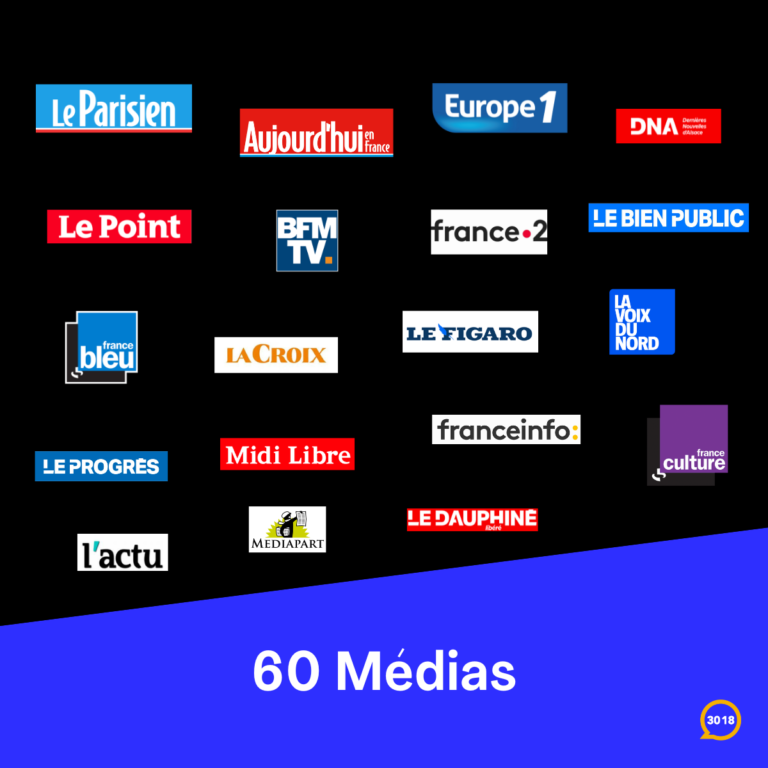 Le Parisien
Aujourd'hui en france
Europe 1
DNA Dernières Nouvelles d'Alsace
Le Point
BFM
TV.
france•2
LE BIEN PUBLIC
france
bleu
LA CROIX
LE FIGARO
LA
VOIX
DU
NORD
LE PROGRÈS
Midi Libre
franceinfo:
france
culture
l'actu
MEDIAPART
LE DAUPHINÉ
libéré
60 Médias
3018